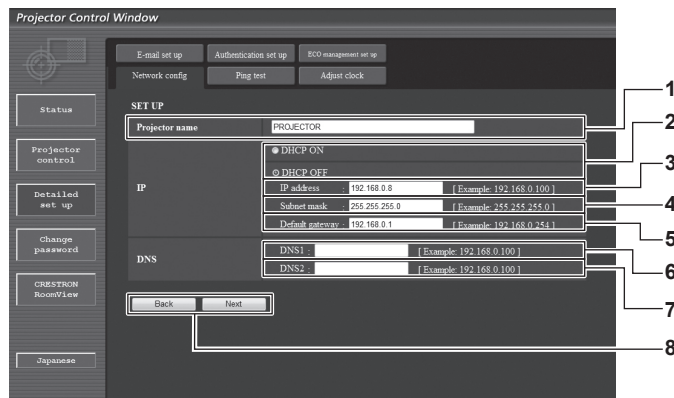 Projector Control Window
E-mail set up Authentication set up ECO management set up
Network config Ping test Adjust clock
Status
Projector control
Detailed set up
Change password
CRESTRON RoomView
Japanese
SET UP
Projector name PROJECTOR
IP
DHCP ON
DHCP OFF
IP address : 192.168.0.8 [ Example: 192.168.0.100 ]
Subnet mask : 255.255.255.0 [ Example: 255.255.255.0 ]
Default gateway : 192.168.0.1 [ Example: 192.168.0.254 ]
DNS
DNS1 : [ Example: 192.168.0.100 ]
DNS2 : [ Example: 192.168.0.100 ]
Back Next
1
2
3
4
5
6
7
8